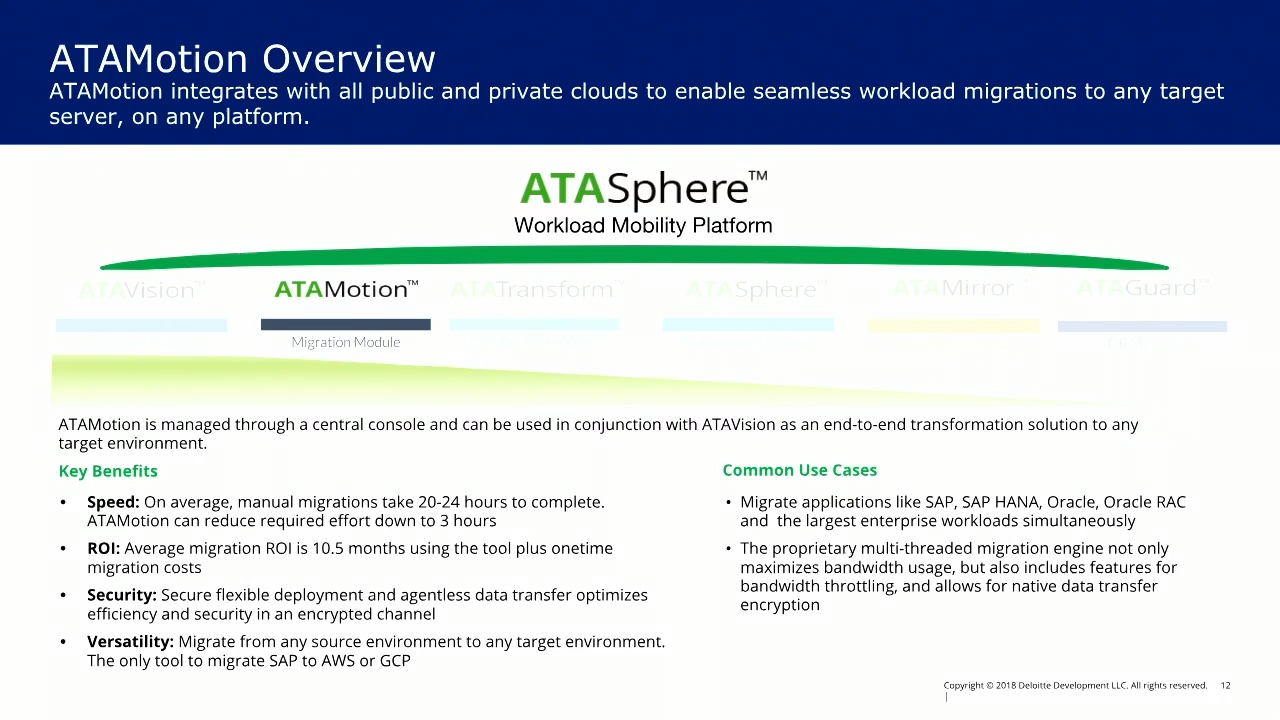 ATAMotion Overview
ATAMotion integrates with all public and private clouds to enable seamless workload migrations to any target
server, on any platform.
ATASphere™
Workload Mobility Platform
ATAVision™ ATAMotion™ ATATransform™ ATASphere™ ATAMirror™ ATAGuard™
Migration Module
ATAMotion is managed through a central console and can be used in conjunction with ATAVision as an end-to-end transformation solution to any
target environment.
Key Benefits
• Speed: On average, manual migrations take 20-24 hours to complete.
ATAMotion can reduce required effort down to 3 hours
• ROI: Average migration ROI is 10.5 months using the tool plus onetime
migration costs
• Security: Secure flexible deployment and agentless data transfer optimizes
efficiency and security in an encrypted channel
• Versatility: Migrate from any source environment to any target environment.
The only tool to migrate SAP to AWS or GCP
Common Use Cases
• Migrate applications like SAP, SAP HANA, Oracle, Oracle RAC
and the largest enterprise workloads simultaneously
• The proprietary multi-threaded migration engine not only
maximizes bandwidth usage, but also includes features for
bandwidth throttling, and allows for native data transfer
encryption
Copyright © 2018 Deloitte Development LLC. All rights reserved. 12
|